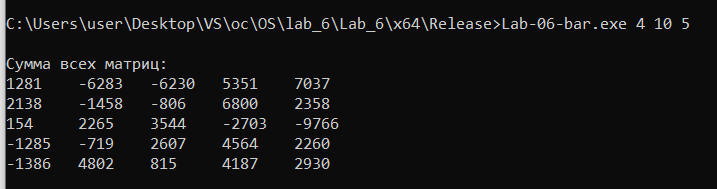 C:\Users\user\Desktop\VS\oc\OS\lab_6\Lab_6\x64\Release>Lab-06-bar.exe 4 10 5
Сумма всех матриц:
1281 -6283 -6230 5351 7037
2138 -1458 -806 6800 2358
154 2265 3544 -2703 -9766
-1285 -719 2607 4564 2260
-1386 4802 815 4187 2930